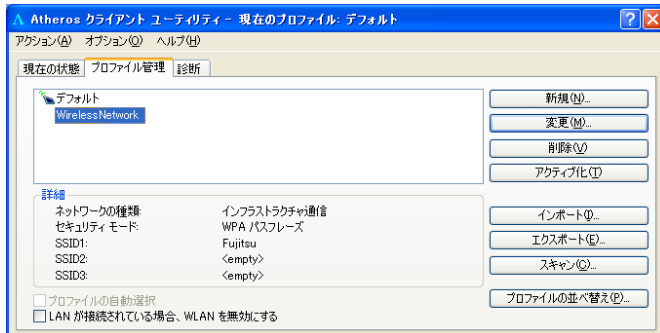 Atheros クライアント ユーティリティ - 現在のプロファイル: デフォルト
アクション(A) オプション(O) ヘルプ(H)
現在の状態 プロファイル管理 診断
デフォルト
WirelessNetwork
新規(N)...
変更(M)...
削除(V)
アクティブ化(T)
詳細
ネットワークの種類: インフラストラクチャ通信
セキュリティ モード: WPA パスフレーズ
SSID1: Fujitsu
SSID2: <empty>
SSID3: <empty>
インポート(I)...
エクスポート(E)...
スキャン(C)...
プロファイルの並べ替え(P)...
プロファイルの自動選択
LAN が接続されている場合、WLAN を無効にする